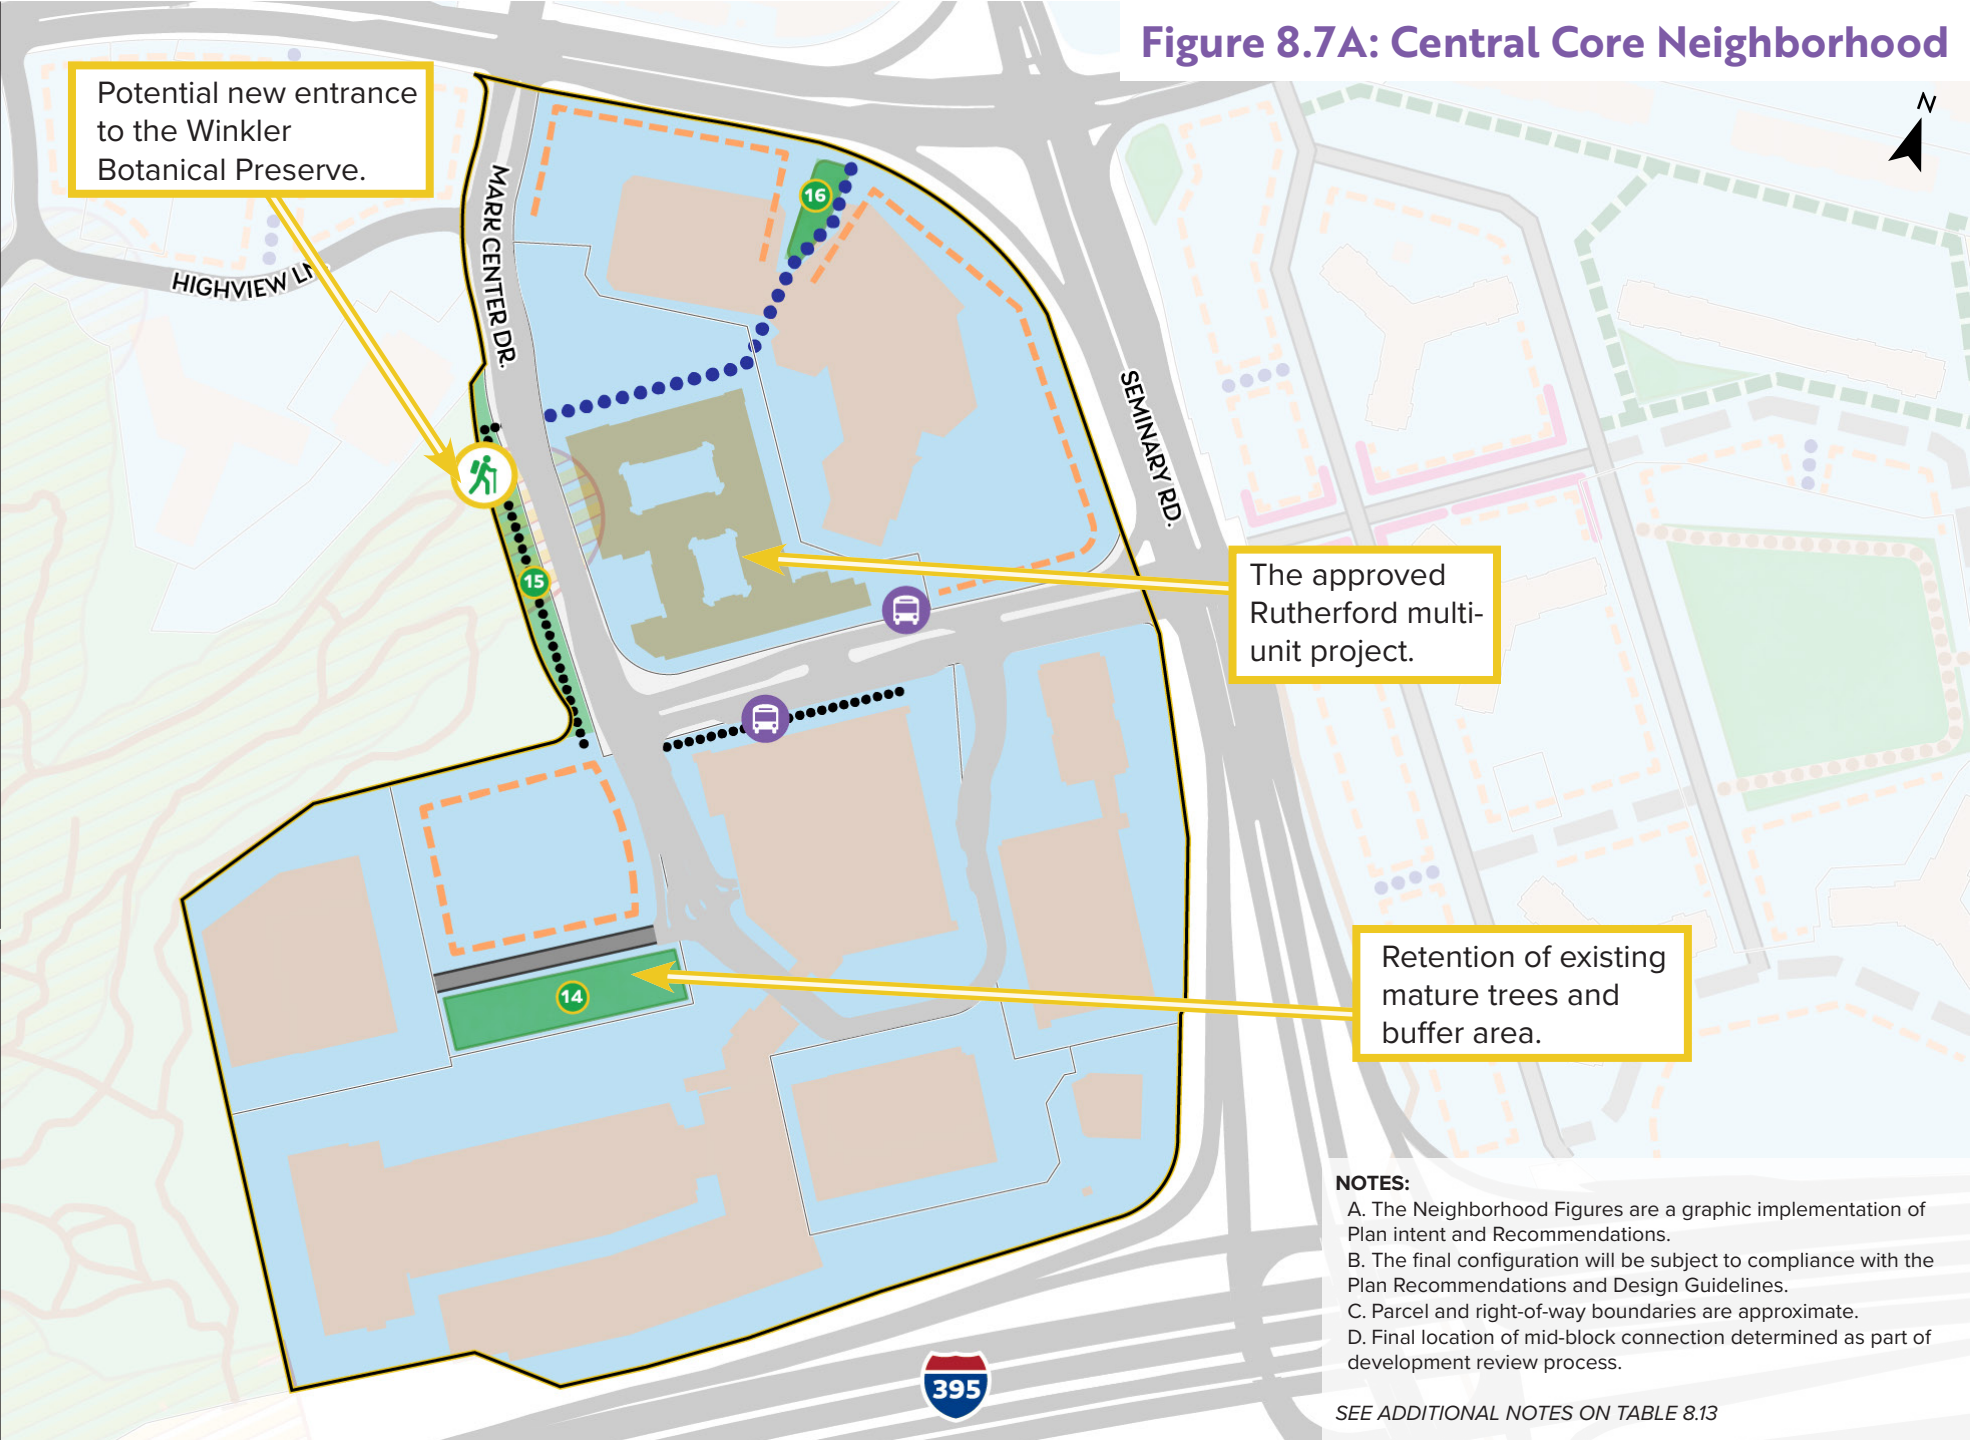 Figure 8.7A: Central Core Neighborhood
Potential new entrance
to the Winkler
Botanical Preserve.
N
MARK CENTER DR.
16
HIGHVIEW LN
SEMINARY RD.
15
The approved
Rutherford multi-
unit project.
14
Retention of existing
mature trees and
buffer area.
NOTES:
A. The Neighborhood Figures are a graphic implementation of
Plan intent and Recommendations.
B. The final configuration will be subject to compliance with the
Plan Recommendations and Design Guidelines.
C. Parcel and right-of-way boundaries are approximate.
D. Final location of mid-block connection determined as part of
development review process.
SEE ADDITIONAL NOTES ON TABLE 8.13
395